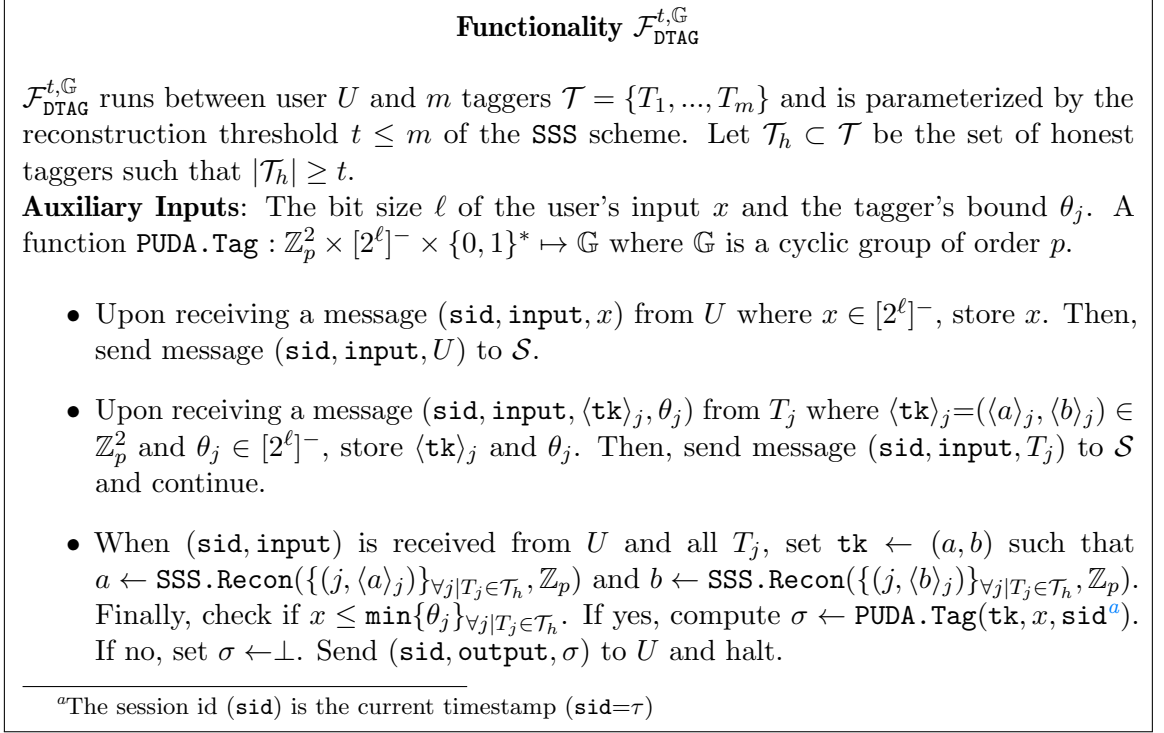 Functionality $\mathcal{F}_{\texttt{DTAG}}^{t,\mathbb{G}}$
$\mathcal{F}_{\texttt{DTAG}}^{t,\mathbb{G}}$ runs between user $U$ and $m$ taggers $\mathcal{T} = \{T_1, ..., T_m\}$ and is parameterized by the
reconstruction threshold $t \leq m$ of the SSS scheme. Let $\mathcal{T}_h \subset \mathcal{T}$ be the set of honest
taggers such that $|\mathcal{T}_h| \geq t$.
Auxiliary Inputs: The bit size $\ell$ of the user's input $x$ and the tagger's bound $\theta_j$. A
function PUDA.Tag : $\mathbb{Z}_p^2 \times [2^\ell]^- \times \{0, 1\}^* \mapsto \mathbb{G}$ where $\mathbb{G}$ is a cyclic group of order $p$.
• Upon receiving a message (sid, input, $x$) from $U$ where $x \in [2^\ell]^-$, store $x$. Then,
send message (sid, input, $U$) to $\mathcal{S}$.
• Upon receiving a message (sid, input, $\langle \texttt{tk} \rangle_j, \theta_j$) from $T_j$ where $\langle \texttt{tk} \rangle_j = (\langle a \rangle_j, \langle b \rangle_j) \in$
$\mathbb{Z}_p^2$ and $\theta_j \in [2^\ell]^-$, store $\langle \texttt{tk} \rangle_j$ and $\theta_j$. Then, send message (sid, input, $T_j$) to $\mathcal{S}$
and continue.
• When (sid, input) is received from $U$ and all $T_j$, set tk $\leftarrow (a, b)$ such that
$a \leftarrow$ SSS.Recon($\{(j, \langle a \rangle_j)\}_{\forall j | T_j \in \mathcal{T}_h}, \mathbb{Z}_p$) and $b \leftarrow$ SSS.Recon($\{(j, \langle b \rangle_j)\}_{\forall j | T_j \in \mathcal{T}_h}, \mathbb{Z}_p$).
Finally, check if $x \leq \texttt{min}\{\theta_j\}_{\forall j | T_j \in \mathcal{T}_h}$. If yes, compute $\sigma \leftarrow$ PUDA.Tag(tk, $x$, sid$^a$).
If no, set $\sigma \leftarrow \perp$. Send (sid, output, $\sigma$) to $U$ and halt.
$^a$The session id (sid) is the current timestamp (sid=$\tau$)